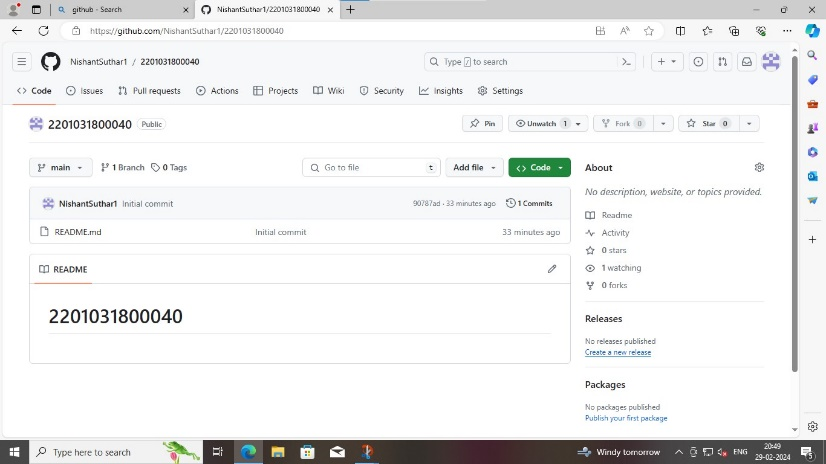 github - Search
NishantSuthar1/2201031800040
https://github.com/NishantSuthar1/2201031800040
NishantSuthar1 / 2201031800040
Type / to search
Code Issues Pull requests Actions Projects Wiki Security Insights Settings
2201031800040 Public
Pin Unwatch 1 Fork 0 Star 0
main 1 Branch 0 Tags Go to file t Add file Code
NishantSuthar1 Initial commit 90787ad · 33 minutes ago 1 Commits
README.md Initial commit 33 minutes ago
README
2201031800040
About
No description, website, or topics provided.
Readme
Activity
0 stars
1 watching
0 forks
Releases
No releases published
Create a new release
Packages
No packages published
Publish your first package
Type here to search
Windy tomorrow
ENG
20:49
29-02-2024
5